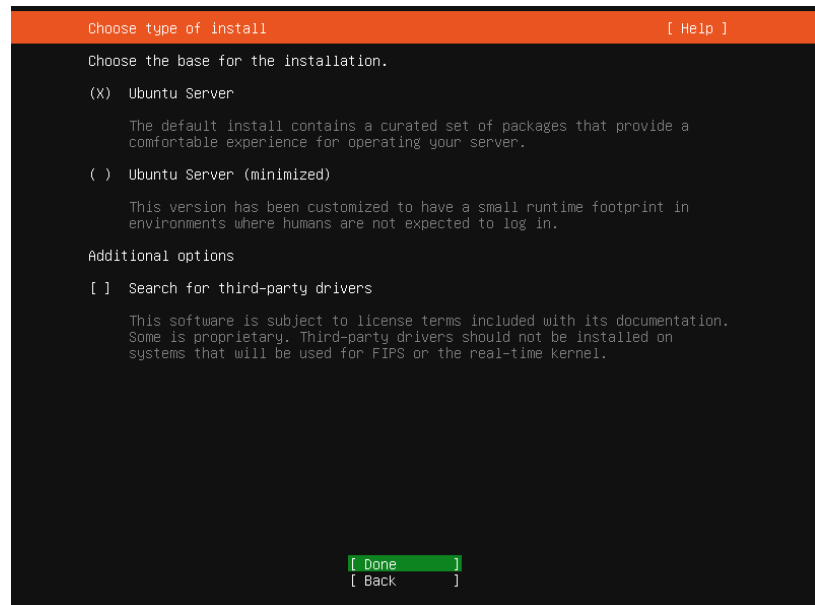 Choose type of install [ Help ]
Choose the base for the installation.
(X) Ubuntu Server
The default install contains a curated set of packages that provide a
comfortable experience for operating your server.
( ) Ubuntu Server (minimized)
This version has been customized to have a small runtime footprint in
environments where humans are not expected to log in.
Additional options
[ ] Search for third-party drivers
This software is subject to license terms included with its documentation.
Some is proprietary. Third-party drivers should not be installed on
systems that will be used for FIPS or the real-time kernel.
[ Done ]
[ Back ]